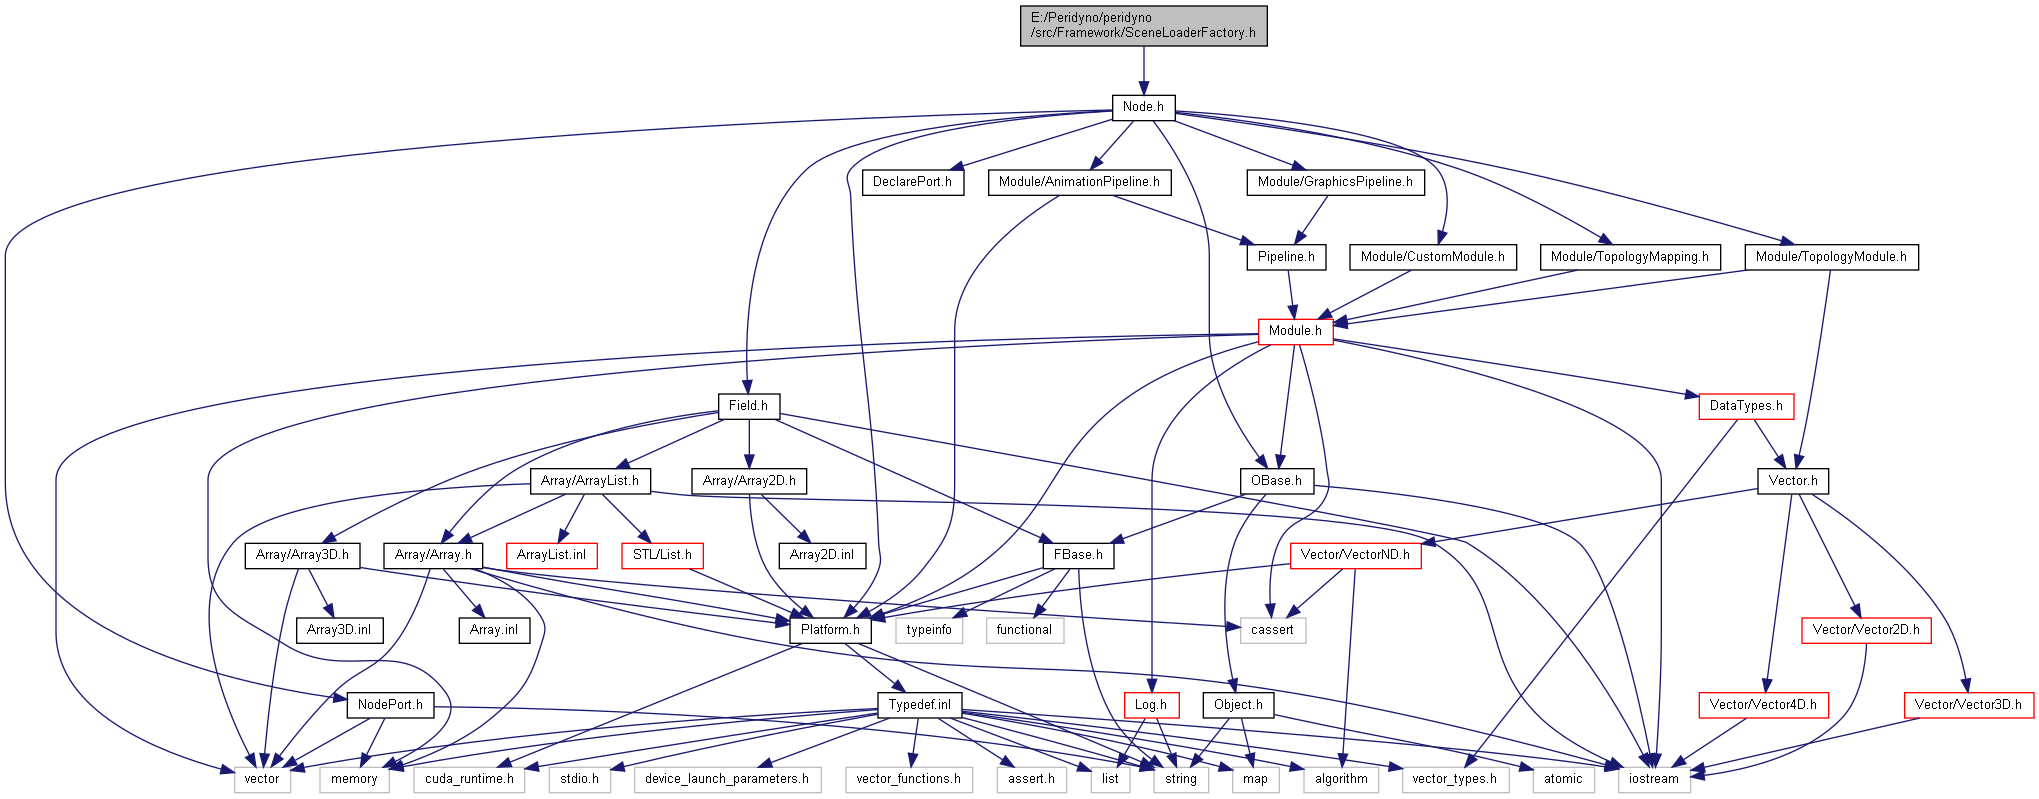 E:/Peridyno/peridyno
/src/Framework/SceneLoaderFactory.h
Node.h
DeclarePort.h
Module/AnimationPipeline.h
Module/GraphicsPipeline.h
Pipeline.h
Module/CustomModule.h
Module/TopologyMapping.h
Module/TopologyModule.h
Module.h
Field.h
DataTypes.h
Array/ArrayList.h
Array/Array2D.h
OBase.h
Vector.h
Array/Array3D.h
Array/Array.h
ArrayList.inl
STL/List.h
Array2D.inl
FBase.h
Vector/VectorND.h
Array3D.inl
Array.inl
Platform.h
typeinfo
functional
cassert
Vector/Vector2D.h
NodePort.h
Typedef.inl
Log.h
Object.h
Vector/Vector4D.h
Vector/Vector3D.h
vector
memory
cuda_runtime.h
stdio.h
device_launch_parameters.h
vector_functions.h
assert.h
list
string
map
algorithm
vector_types.h
atomic
iostream